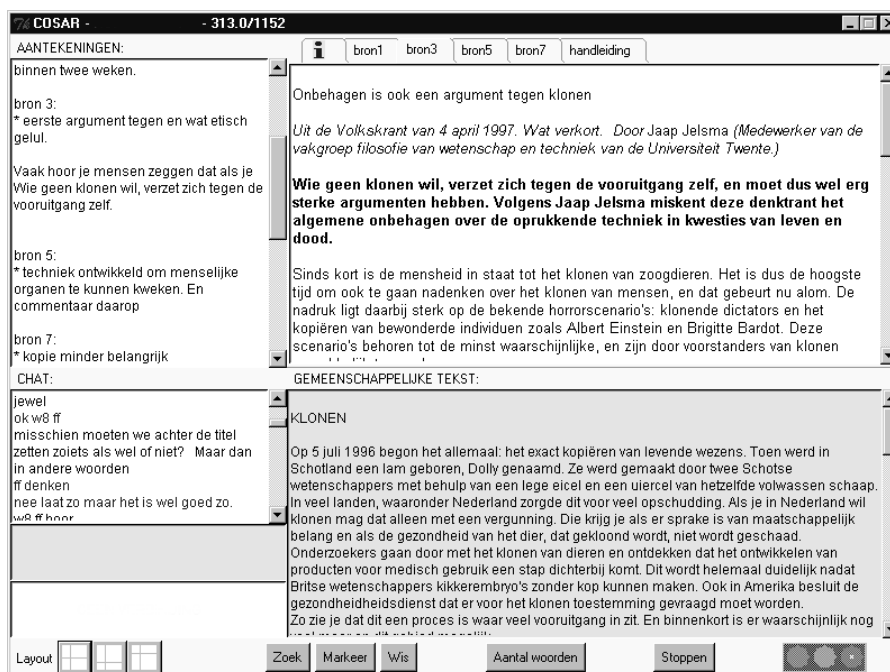 COSAR - - 313.0/1152
AANTEKENINGEN:
binnen twee weken.
bron 3:
* eerste argument tegen en wat etisch
gelul.
Vaak hoor je mensen zeggen dat als je
Wie geen klonen wil, verzet zich tegen de
vooruitgang zelf.
bron 5:
* techniek ontwikkeld om menselijke
organen te kunnen kweken. En
commentaar daarop
bron 7:
* kopie minder belangrijk
i bron1 bron3 bron5 bron7 handleiding
Onbehagen is ook een argument tegen klonen
Uit de Volkskrant van 4 april 1997. Wat verkort. Door Jaap Jelsma (Medewerker van de
vakgroep filosofie van wetenschap en techniek van de Universiteit Twente.)
Wie geen klonen wil, verzet zich tegen de vooruitgang zelf, en moet dus wel erg
sterke argumenten hebben. Volgens Jaap Jelsma miskent deze denktrant het
algemene onbehagen over de oprukkende techniek in kwesties van leven en
dood.
Sinds kort is de mensheid in staat tot het klonen van zoogdieren. Het is dus de hoogste
tijd om ook te gaan nadenken over het klonen van mensen, en dat gebeurt nu alom. De
nadruk ligt daarbij sterk op de bekende horrorscenario's: klonende dictators en het
kopiëren van bewonderde individuen zoals Albert Einstein en Brigitte Bardot. Deze
scenario's behoren tot de minst waarschijnlijke, en zijn door voorstanders van klonen
CHAT:
jewel
ok w8 ff
misschien moeten we achter de titel
zetten zoiets als wel of niet? Maar dan
in andere woorden
ff denken
nee laat zo maar het is wel goed zo.
w8 ff hoor
GEMEENSCHAPPELIJKE TEKST:
KLONEN
Op 5 juli 1996 begon het allemaal: het exact kopiëren van levende wezens. Toen werd in
Schotland een lam geboren, Dolly genaamd. Ze werd gemaakt door twee Schotse
wetenschappers met behulp van een lege eicel en een uiercel van hetzelfde volwassen schaap.
In veel landen, waaronder Nederland zorgde dit voor veel opschudding. Als je in Nederland wil
klonen mag dat alleen met een vergunning. Die krijg je als er sprake is van maatschappelijk
belang en als de gezondheid van het dier, dat gekloond wordt, niet wordt geschaad.
Onderzoekers gaan door met het klonen van dieren en ontdekken dat het ontwikkelen van
producten voor medisch gebruik een stap dichterbij komt. Dit wordt helemaal duidelijk nadat
Britse wetenschappers kikkerembryo's zonder kop kunnen maken. Ook in Amerika besluit de
gezondheidheidsdienst dat er voor het klonen toestemming gevraagd moet worden.
Zo zie je dat dit een proces is waar veel vooruitgang in zit. En binnenkort is er waarschijnlijk nog
Layout Zoek Markeer Wis Aantal woorden Stoppen